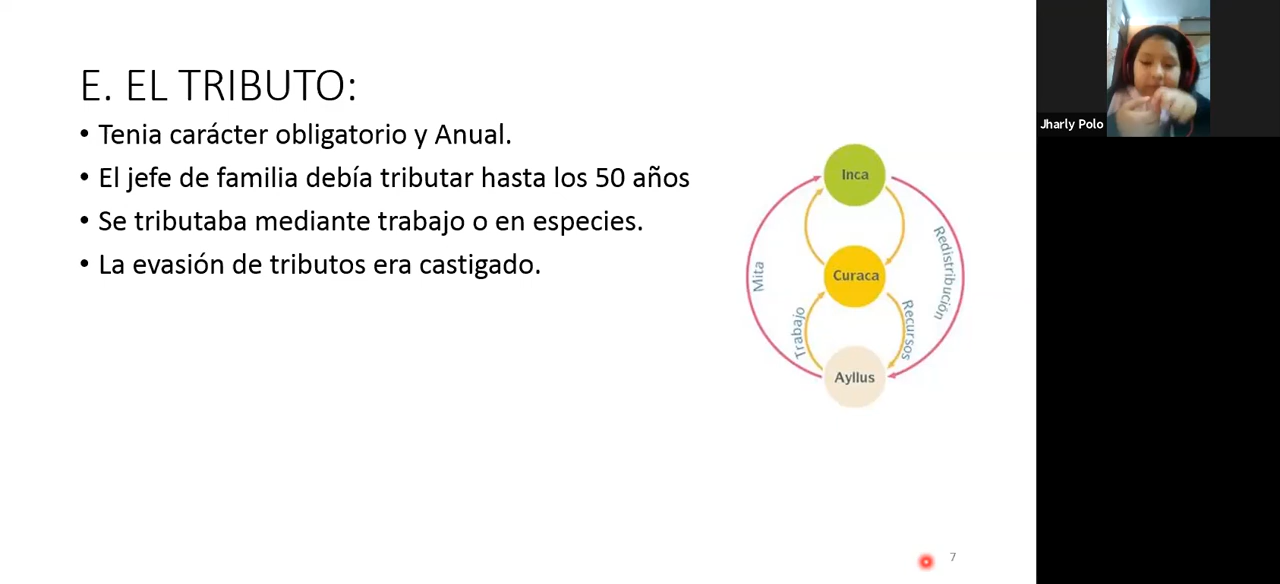 E. EL TRIBUTO:
• Tenia carácter obligatorio y Anual.
• El jefe de familia debía tributar hasta los 50 años
• Se tributaba mediante trabajo o en especies.
• La evasión de tributos era castigado.
Inca
Curaca
Ayllus
Mita
Trabajo
Recursos
Redistribución
7
Jharly Polo